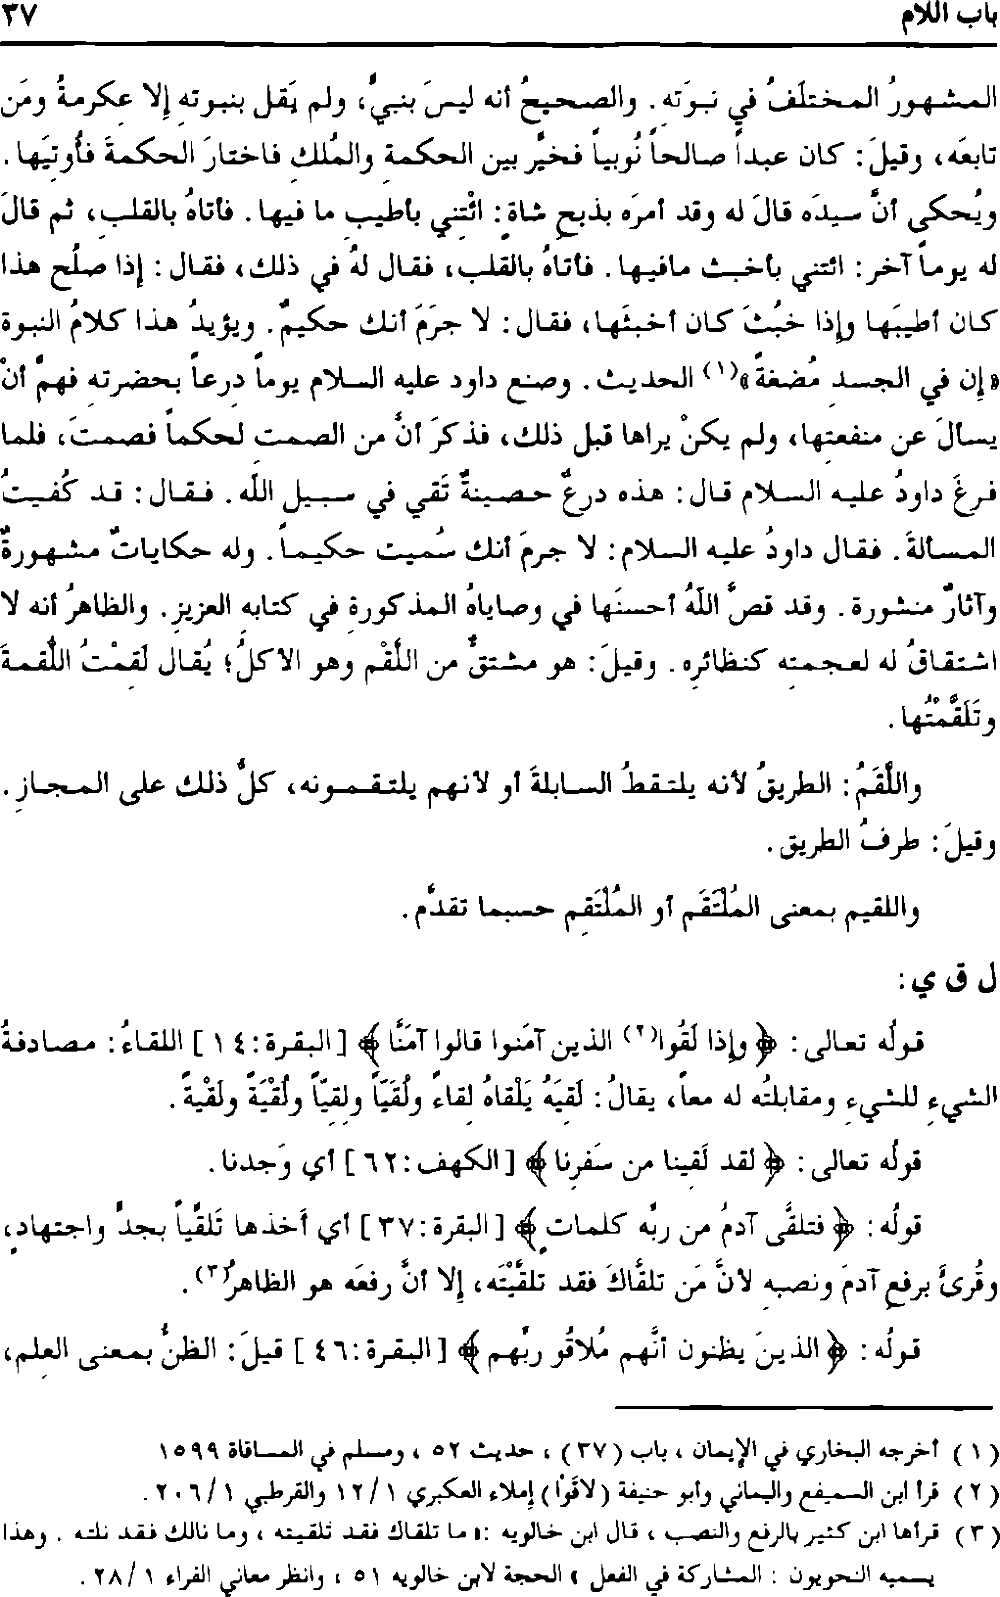 باب اللام ٣٧
المشهورُ المختلَفُ في نبوَته. والصحيحُ أنه ليسَ بنبيٍّ، ولم يَقل بنبوته إلا عكرمةُ ومَن
تابعَه، وقيلَ: كان عبداً صالحاً نُوبياً فخيِّر بين الحكمةِ والمُلكِ فاختارَ الحكمةَ فأُوتِيَها.
ويُحكى أنَّ سيدَه قالَ له وقد أمرَه بذبحِ شاةٍ: ائْتِني بأطيبِ ما فيها. فأتاهُ بالقلبِ، ثم قالَ
له يوماً آخر: ائتني بأخبث مافيها. فأتاهُ بالقلبِ، فقال لهُ في ذلك، فقال: إذا صلُح هذا
كان أطيبَها وإذا خبُثَ كان أخبثَها، فقال: لا جرَمَ أنك حكيمٌ. ويؤيدُ هذا كلامُ النبوة
«إن في الجسدِ مُضغةً»(١) الحديث. وصنع داود عليه السلام يوماً درعاً بحضرته فهمَّ أنْ
يسألَ عن منفعتها، ولم يكنْ يراها قبل ذلك، فذكرَ أنَّ من الصمتِ لحكماً فصمتَ، فلما
فرغَ داودُ عليه السلام قال: هذه درعٌ حصينةٌ تَقي في سبيل الله. فقال: قد كُفيتُ
المسألةَ. فقال داودُ عليه السلام: لا جرمَ أنك سُميت حكيماً. وله حكاياتٌ مشهورةٌ
وآثارٌ منشورة. وقد قصَّ اللهُ أحسنَها في وصاياهُ المذكورةِ في كتابه العزيزِ. والظاهرُ أنه لا
اشتقاقُ له لعجمتِه كنظائرِه. وقيلَ: هو مشتقٌّ من اللَّقْم وهو الأكلُ؛ يُقال لَقِمْتُ اللُّقمةَ
وتَلَقَّمْتُها.
واللَّقَمُ: الطريقُ لأنه يلتقطُ السابلةَ أو لأنهم يلتقمونه، كلُّ ذلك على المجازِ.
وقيلَ: طرفُ الطريق.
واللقيم بمعنى المُلْتَقَم أو المُلْتَقِم حسبما تقدَّم.
ل ق ي:
قولُه تعالى: ﴿وإذا لَقُوا(٢) الذين آمَنوا قالوا آمَنَّا﴾ [البقرة:١٤] اللقاءُ: مصادفةُ
الشيءِ للشيءِ ومقابلتُه له معاً، يقالُ: لَقيَهُ يَلْقاهُ لِقاءً ولُقَيّاً ولِقِيّاً ولُقْيَةً ولَقْيةً.
قولُه تعالى: ﴿لقد لَقِينا من سَفرِنا﴾ [الكهف:٦٢] أي وَجدنا.
قولُه: ﴿فتلقَّى آدمُ من ربِّه كلماتٍ﴾ [البقرة:٣٧] أي أَخذها تَلقِّياً بجدٍّ واجتهادٍ،
وقُرئَ برفعِ آدمَ ونصبِه لأنَّ مَن تلقَّاكَ فقد تلقَّيْتَه، إلا أنَّ رفعَه هو الظاهرُ(٣).
قولُه: ﴿الذينَ يظنون أنَّهم مُلاقُو ربِّهم﴾ [البقرة:٤٦] قيلَ: الظنُّ بمعنى العِلم،
(١) أخرجه البخاري في الإيمان، باب (٣٧)، حديث ٥٢، ومسلم في المساقاة ١٥٩٩
(٢) قرأ ابن السميفع واليماني وأبو حنيفة (لاقَوْا) إملاء العكبري ١/١٢ والقرطبي ١/٢٠٦.
(٣) قرأها ابن كثير بالرفع والنصب، قال ابن خالويه :« ما تلقاك فقد تلقيته، وما نالك فقد نلته. وهذا
يسميه النحويون: المشاركة في الفعل » الحجة لابن خالويه ٥١، وانظر معاني الفراء ١/٢٨.